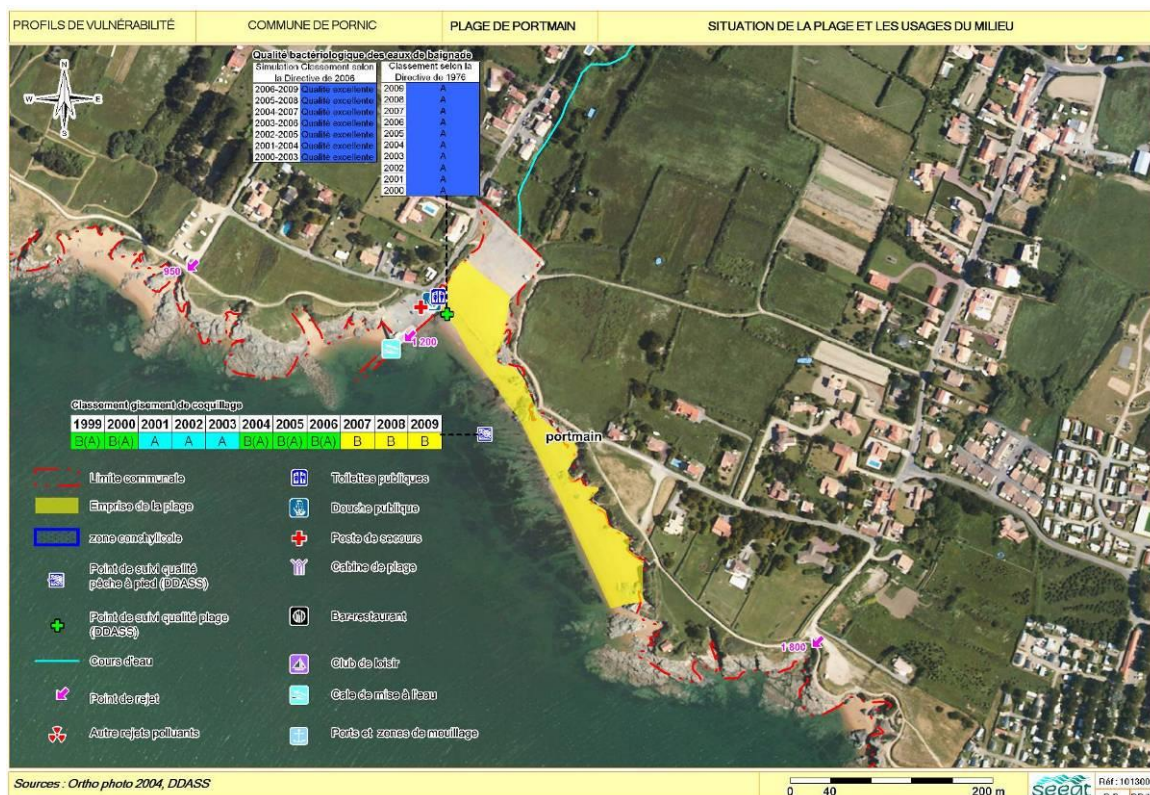 PROFILS DE VULNÉRABILITÉ
COMMUNE DE PORNIC
PLAGE DE PORTMAIN
SITUATION DE LA PLAGE ET LES USAGES DU MILIEU
Qualité bactériologique des eaux de baignade
Simulation Classement selon
la Directive de 2006
2006-2009 Qualité excellente
2005-2008 Qualité excellente
2004-2007 Qualité excellente
2003-2006 Qualité excellente
2002-2005 Qualité excellente
2001-2004 Qualité excellente
2000-2003 Qualité excellente
Classement selon la
Directive de 1976
2009 A
2008 A
2007 A
2006 A
2005 A
2004 A
2003 A
2002 A
2001 A
2000 A
N
W E
S
950
1 200
portmain
1 800
Classement gisement de coquillage
1999 2000 2001 2002 2003 2004 2005 2006 2007 2008 2009
B(A) B(A) A A A B(A) B(A) B(A) B B B
Limite communale
Emprise de la plage
zone conchylicole
Point de suivi qualité
pêche à pied (DDASS)
Point de suivi qualité plage
(DDASS)
Cours d'eau
Point de rejet
Autre rejets polluants
Toilettes publiques
Douche publique
Poste de secours
Cabine de plage
Bar-restaurant
Club de loisir
Cale de mise à l'eau
Ports et zones de mouillage
Sources : Ortho photo 2004, DDASS
0 40 200 m
seeat
Réf : 101300